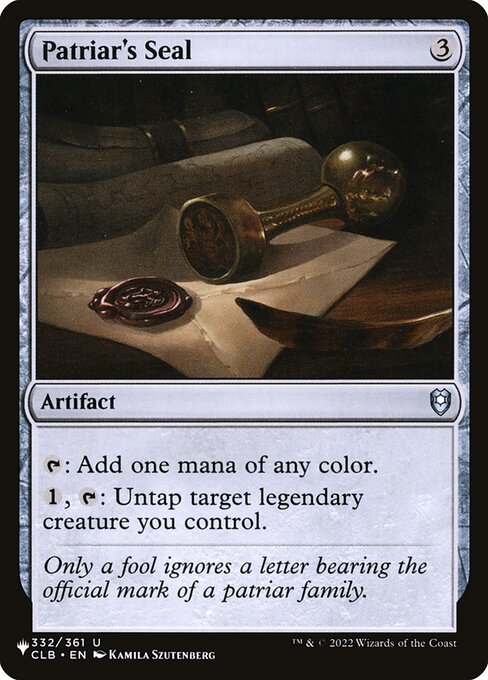 Patriar's Seal 3
Artifact
: Add one mana of any color.
1, : Untap target legendary
creature you control.
Only a fool ignores a letter bearing the
official mark of a patriar family.
332/361 U
™ & © 2022 Wizards of the Coast
CLB • EN Kamila Szutenberg